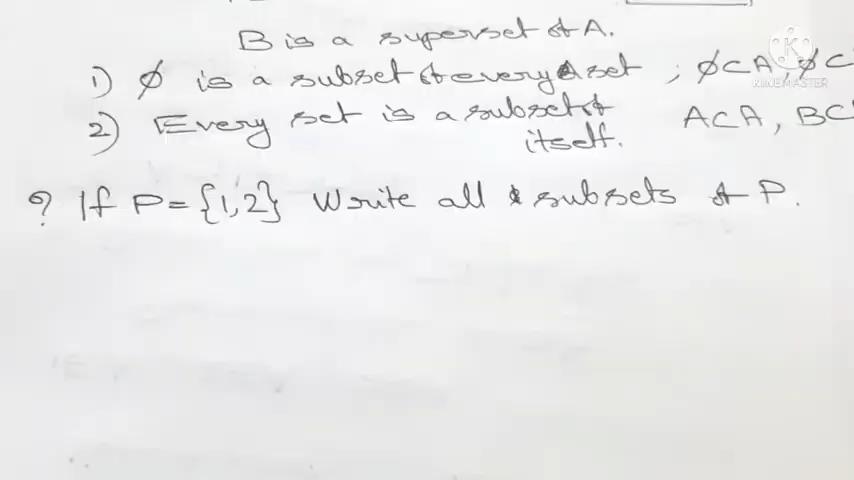 B is a superset of A.
1) ∅ is a subset of every set ; ∅⊂A, ∅⊂
2) Every set is a subset of itself. A⊂A, B⊂
? If P = {1,2} Write all subsets of P.
K
KINEMASTER